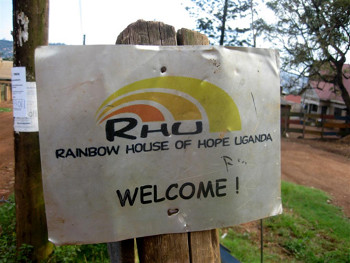 RHU
RAINBOW HOUSE OF HOPE UGANDA
WELCOME !